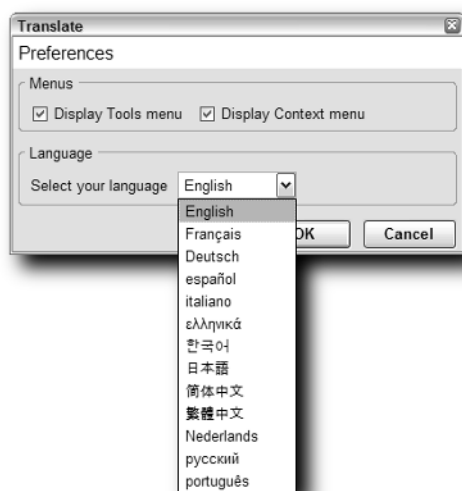 Translate
Preferences
Menus
Display Tools menu Display Context menu
Language
Select your language English
English
Français
Deutsch
español
italiano
ελληνικά
한국어
日本語
简体中文
繁體中文
Nederlands
русский
português
OK Cancel